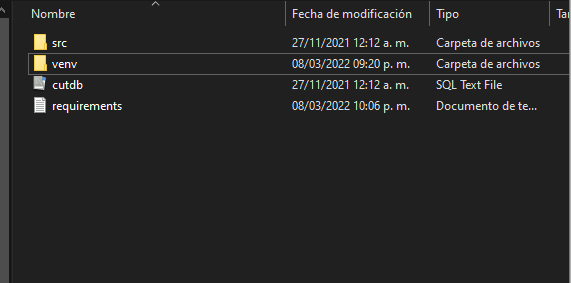 Nombre Fecha de modificación Tipo Ta
src 27/11/2021 12:12 a. m. Carpeta de archivos
venv 08/03/2022 09:20 p. m. Carpeta de archivos
cutdb 27/11/2021 12:12 a. m. SQL Text File
requirements 08/03/2022 10:06 p. m. Documento de te...